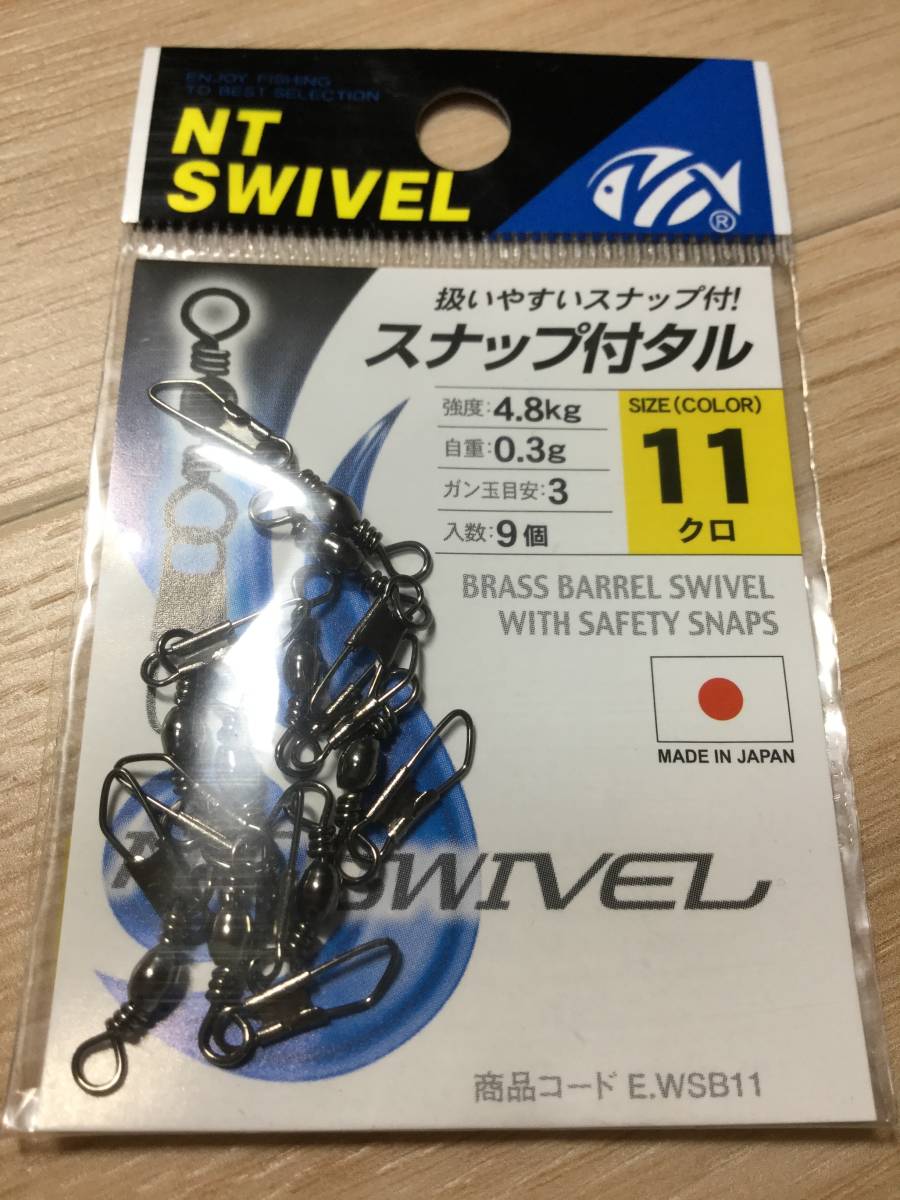 ENJOY FISHING
TO BEST SELECTION
NT
SWIVEL
®
扱いやすいスナップ付!
スナップ付タル
強度:4.8kg
自重:0.3g
ガン玉目安:3
入数:9個
SIZE(COLOR)
11
クロ
BRASS BARREL SWIVEL
WITH SAFETY SNAPS
MADE IN JAPAN
SWIVEL
商品コード E.WSB11